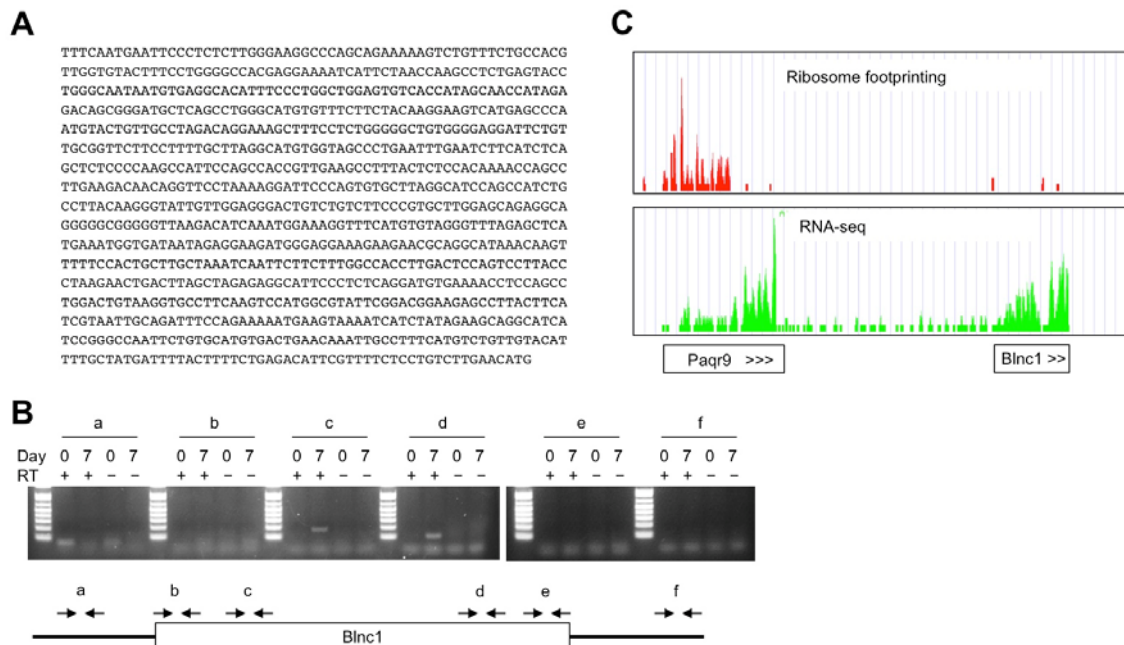 A
TTTCAATGAATTCCCTCTCTTGGGAAGGCCCAGCAGAAAAAGTCTGTTTCTGCCACG
TTGGTGTACTTTCCTGGGGCCACGAGGAAAATCATTCTAACCAAGCCTCTGAGTACC
TGGGCAATAATGTGAGGCACATTTCCCTGGCTGGAGTGTCACCATAGCAACCATAGA
GACAGCGGGATGCTCAGCCTGGGCATGTGTTTCTTCTACAAGGAAGTCATGAGCCCA
ATGTACTGTTGCCTAGACAGGAAAGCTTTCCTCTGGGGGCTGTGGGGAGGATTCTGT
TGCGGTTCTTCCTTTTGCTTAGGCATGTGGTAGCCCTGAATTTGAATCTTCATCTCA
GCTCTCCCCAAGCCATTCCAGCCACCGTTGAAGCCTTTACTCTCCACAAAACCAGCC
TTGAAGACAACAGGTTCCTAAAAGGATTCCCAGTGTGCTTAGGCATCCAGCCATCTG
CCTTACAAGGGTATTGTTGGAGGGACTGTCTGTCTTCCCGTGCTTGGAGCAGAGGCA
GGGGGCGGGGGTTAAGACATCAAATGGAAAGGTTTCATGTGTAGGGTTTAGAGCTCA
TGAAATGGTGATAATAGAGGAAGATGGGAGGAAAGAAGAACGCAGGCATAAACAAGT
TTTTCCACTGCTTGCTAAATCAATTCTTCTTTGGCCACCTTGACTCCAGTCCTTACC
CTAAGAACTGACTTAGCTAGAGAGGCATTCCCTCTCAGGATGTGAAAACCTCCAGCC
TGGACTGTAAGGTGCCTTCAAGTCCATGGCGTATTCGGACGGAAGAGCCTTACTTCA
TCGTAATTGCAGATTTCCAGAAAAATGAAGTAAAATCATCTATAGAAGCAGGCATCA
TCCGGGCCAATTCTGTGCATGTGACTGAACAAATTGCCTTTCATGTCTGTTGTACAT
TTTGCTATGATTTTACTTTTCTGAGACATTCGTTTTCTCCTGTCTTGAACATG
C
Ribosome footprinting
RNA-seq
Paqr9 >>> Blnc1 >>
B
a b c d e f
Day 0 7 0 7 0 7 0 7 0 7 0 7 0 7 0 7 0 7 0 7 0 7 0 7
RT + + − − + + − − + + − − + + − − + + − − + + − −
a b c d e f
Blnc1